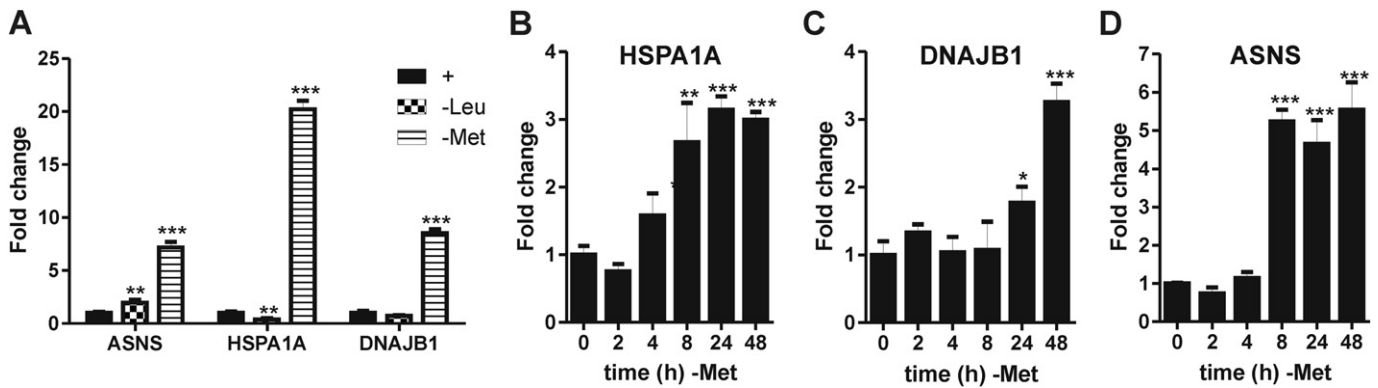 A
25
20
15
10
5
0
Fold change
+
-Leu
-Met
**
***
**
***
***
ASNS HSPA1A DNAJB1
B
HSPA1A
4
3
2
1
0
Fold change
*
**
***
***
0 2 4 8 24 48
time (h) -Met
C
DNAJB1
4
3
2
1
0
Fold change
*
***
0 2 4 8 24 48
time (h) -Met
D
ASNS
7
6
5
4
3
2
1
0
Fold change
***
***
***
0 2 4 8 24 48
time (h) -Met